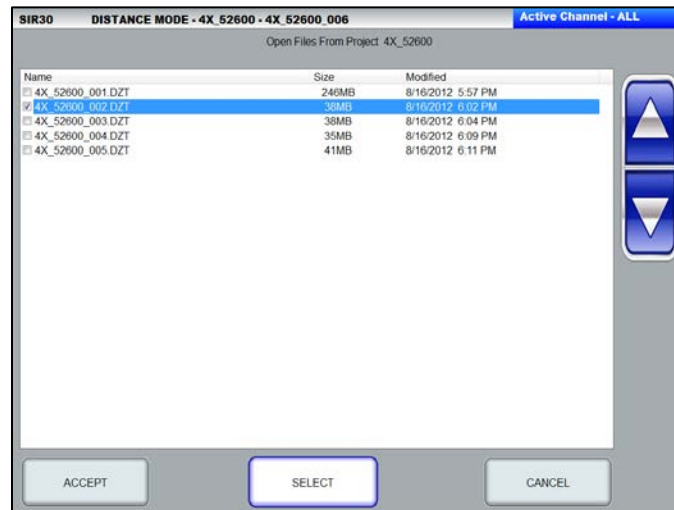 SIR30 DISTANCE MODE - 4X_52600 - 4X_52600_006 Active Channel - ALL
Open Files From Project 4X_52600
Name Size Modified
4X_52600_001.DZT 246MB 8/16/2012 5:57 PM
4X_52600_002.DZT 38MB 8/16/2012 6:02 PM
4X_52600_003.DZT 38MB 8/16/2012 6:04 PM
4X_52600_004.DZT 35MB 8/16/2012 6:09 PM
4X_52600_005.DZT 41MB 8/16/2012 6:11 PM
ACCEPT SELECT CANCEL